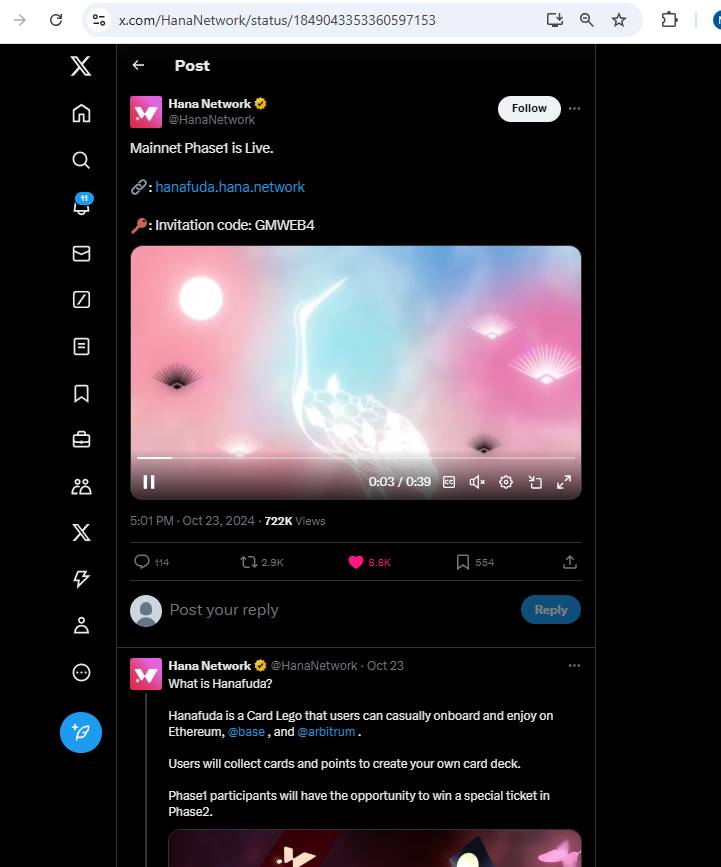 x.com/HanaNetwork/status/1849043353360597153
Post
Hana Network
@HanaNetwork
Follow
Mainnet Phase1 is Live.
🔗: hanafuda.hana.network
🔑: Invitation code: GMWEB4
11
0:03 / 0:39
5:01 PM · Oct 23, 2024 · 722K Views
114 2.9K 8.8K 554
Post your reply
Reply
Hana Network @HanaNetwork · Oct 23
What is Hanafuda?
Hanafuda is a Card Lego that users can casually onboard and enjoy on
Ethereum, @base , and @arbitrum .
Users will collect cards and points to create your own card deck.
Phase1 participants will have the opportunity to win a special ticket in
Phase2.